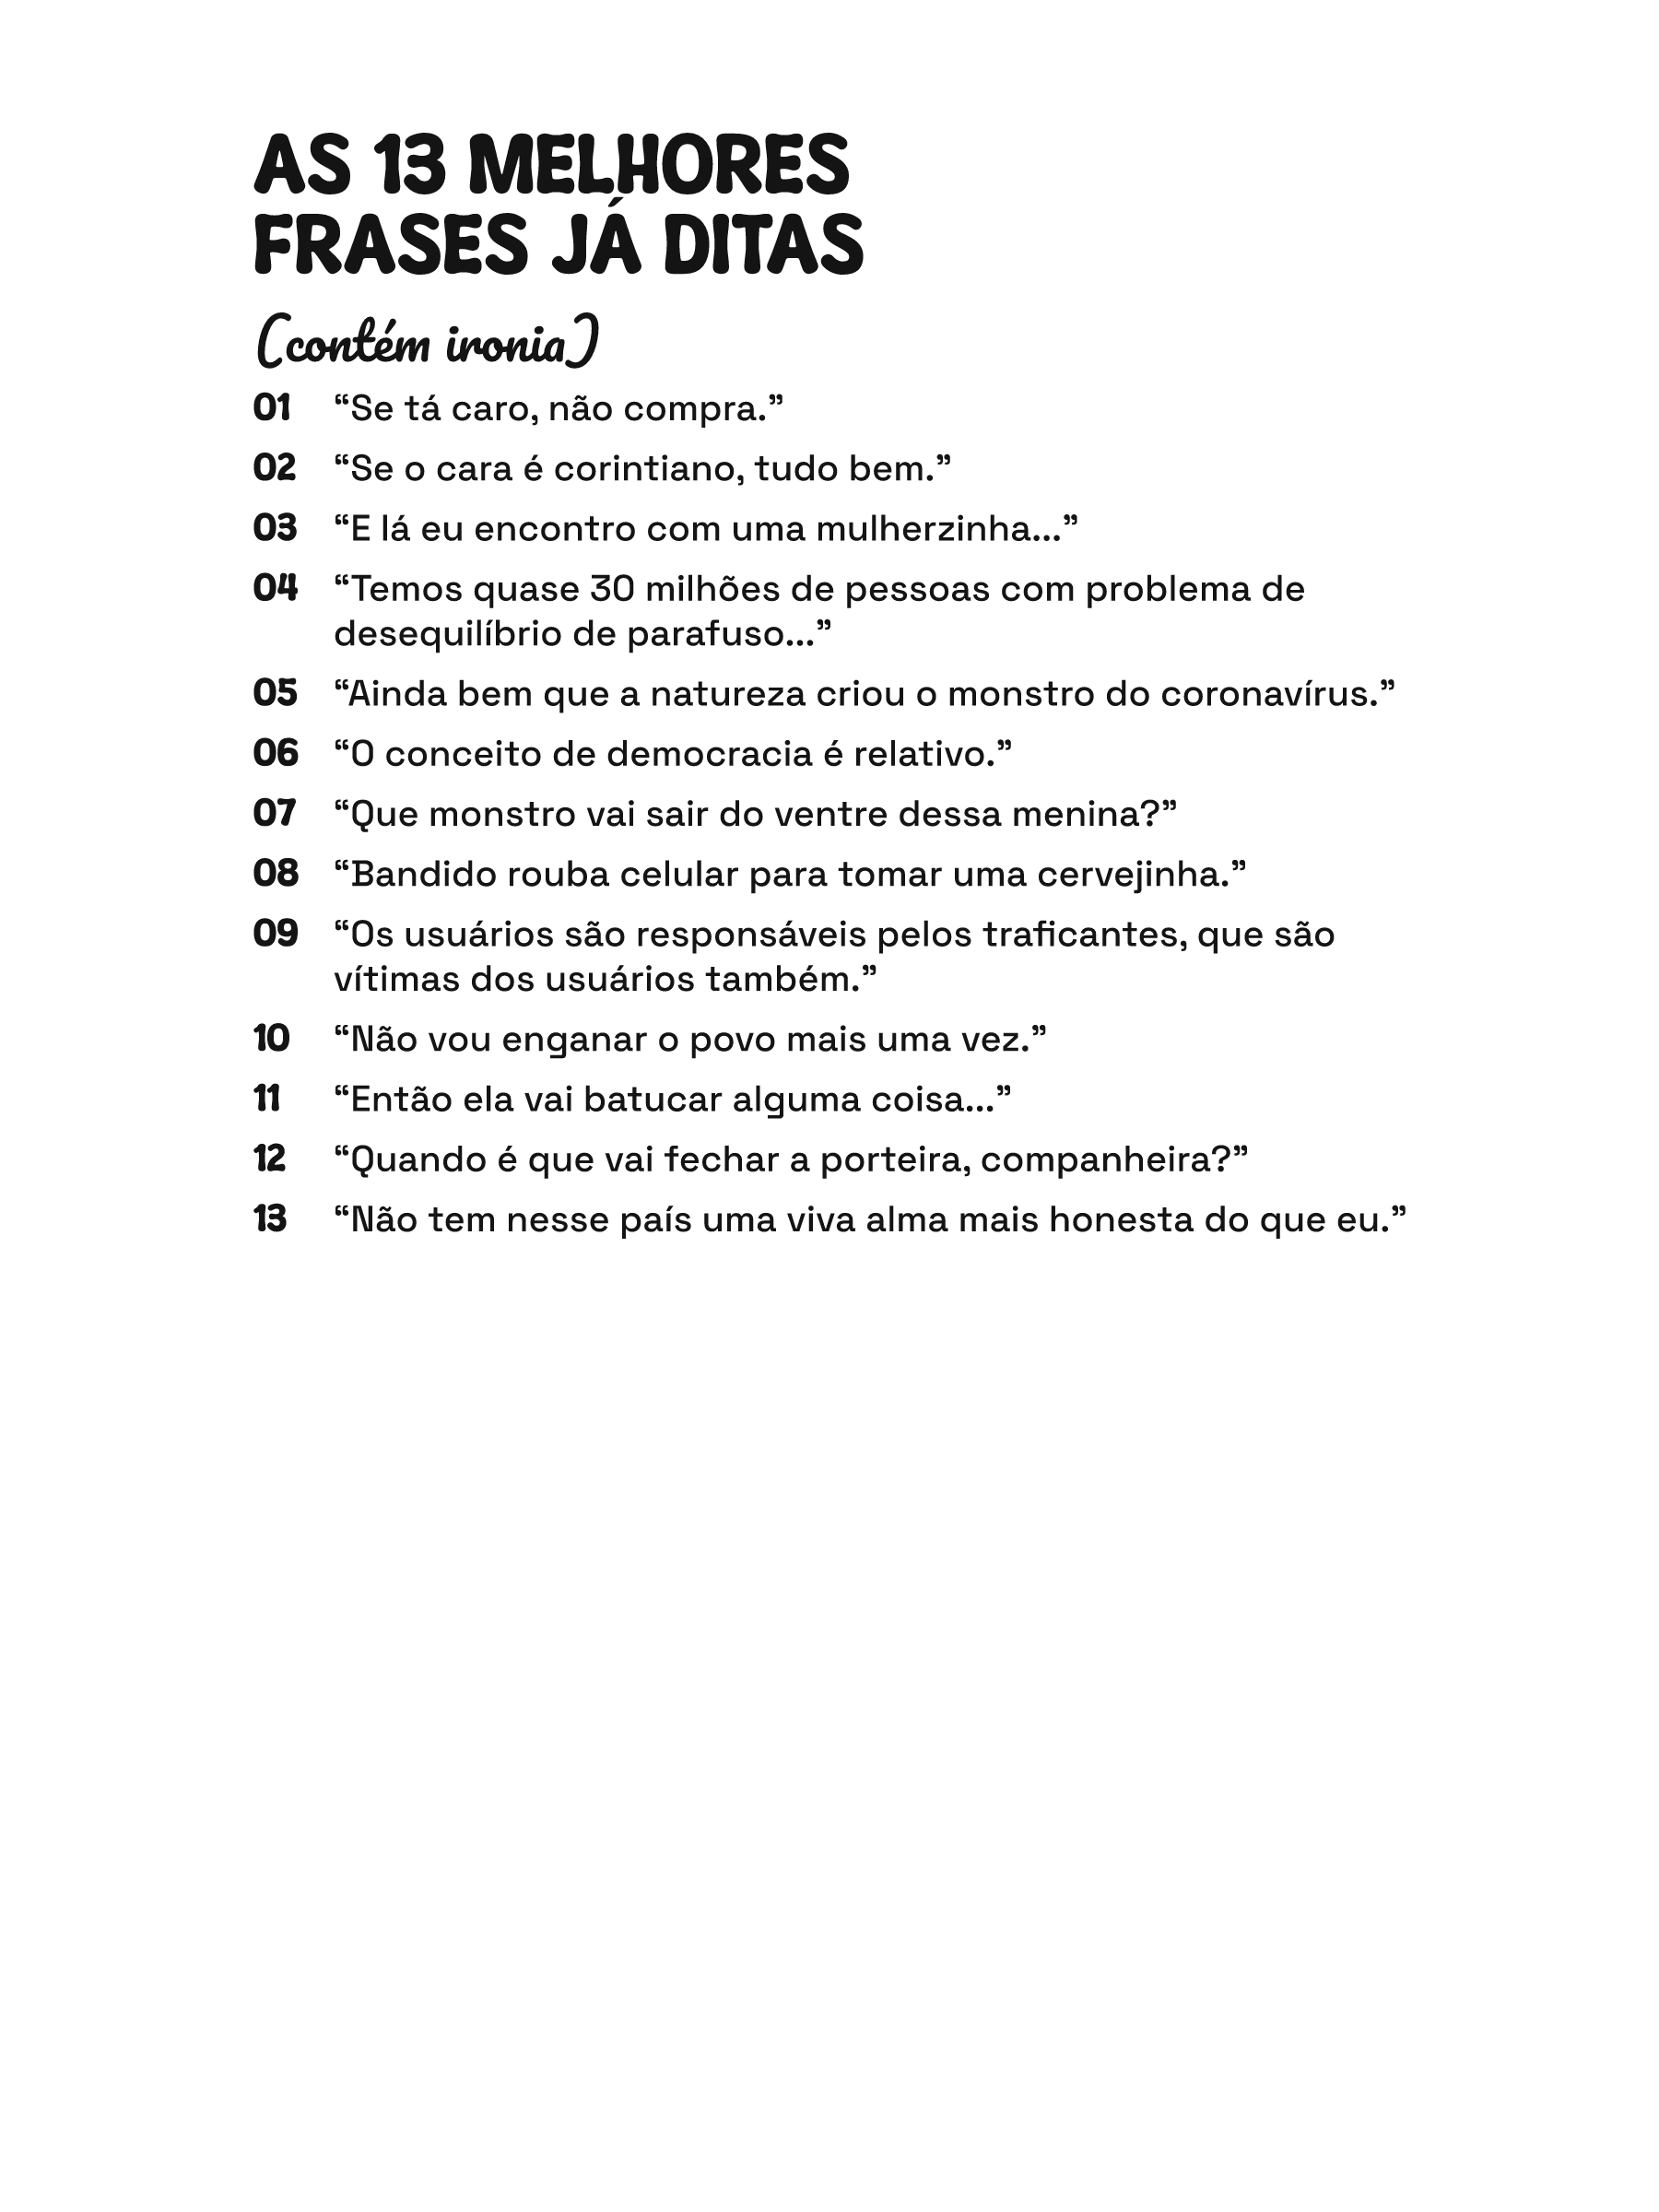 AS 13 MELHORES
FRASES JÁ DITAS
(contém ironia)
01 “Se tá caro, não compra.”
02 “Se o cara é corintiano, tudo bem.”
03 “E lá eu encontro com uma mulherzinha...”
04 “Temos quase 30 milhões de pessoas com problema de
desequilíbrio de parafuso...”
05 “Ainda bem que a natureza criou o monstro do coronavírus.”
06 “O conceito de democracia é relativo.”
07 “Que monstro vai sair do ventre dessa menina?”
08 “Bandido rouba celular para tomar uma cervejinha.”
09 “Os usuários são responsáveis pelos traficantes, que são
vítimas dos usuários também.”
10 “Não vou enganar o povo mais uma vez.”
11 “Então ela vai batucar alguma coisa...”
12 “Quando é que vai fechar a porteira, companheira?”
13 “Não tem nesse país uma viva alma mais honesta do que eu.”